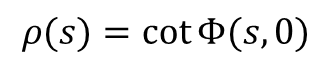 ρ(s) = cot Φ(s, 0)